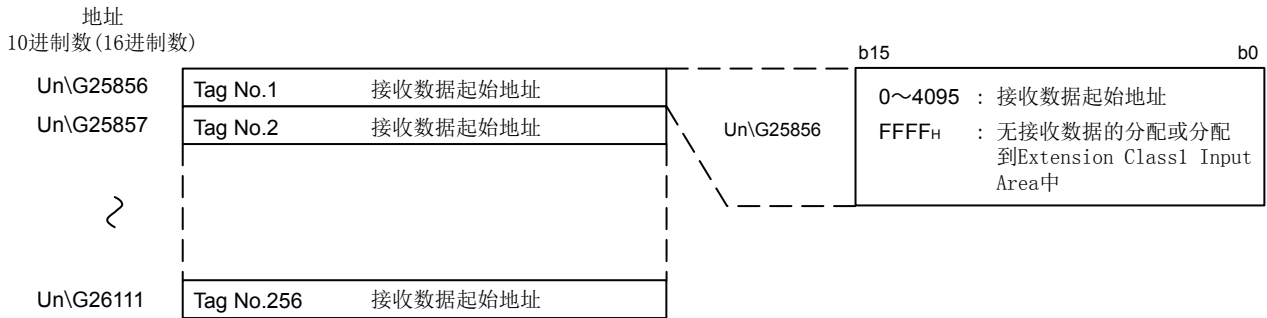 地址
10进制数(16进制数)
b15 b0
Un\G25856 Tag No.1 接收数据起始地址
Un\G25857 Tag No.2 接收数据起始地址
Un\G25856
0～4095 : 接收数据起始地址
FFFFH : 无接收数据的分配或分配
到Extension Class1 Input
Area中
Un\G26111 Tag No.256 接收数据起始地址